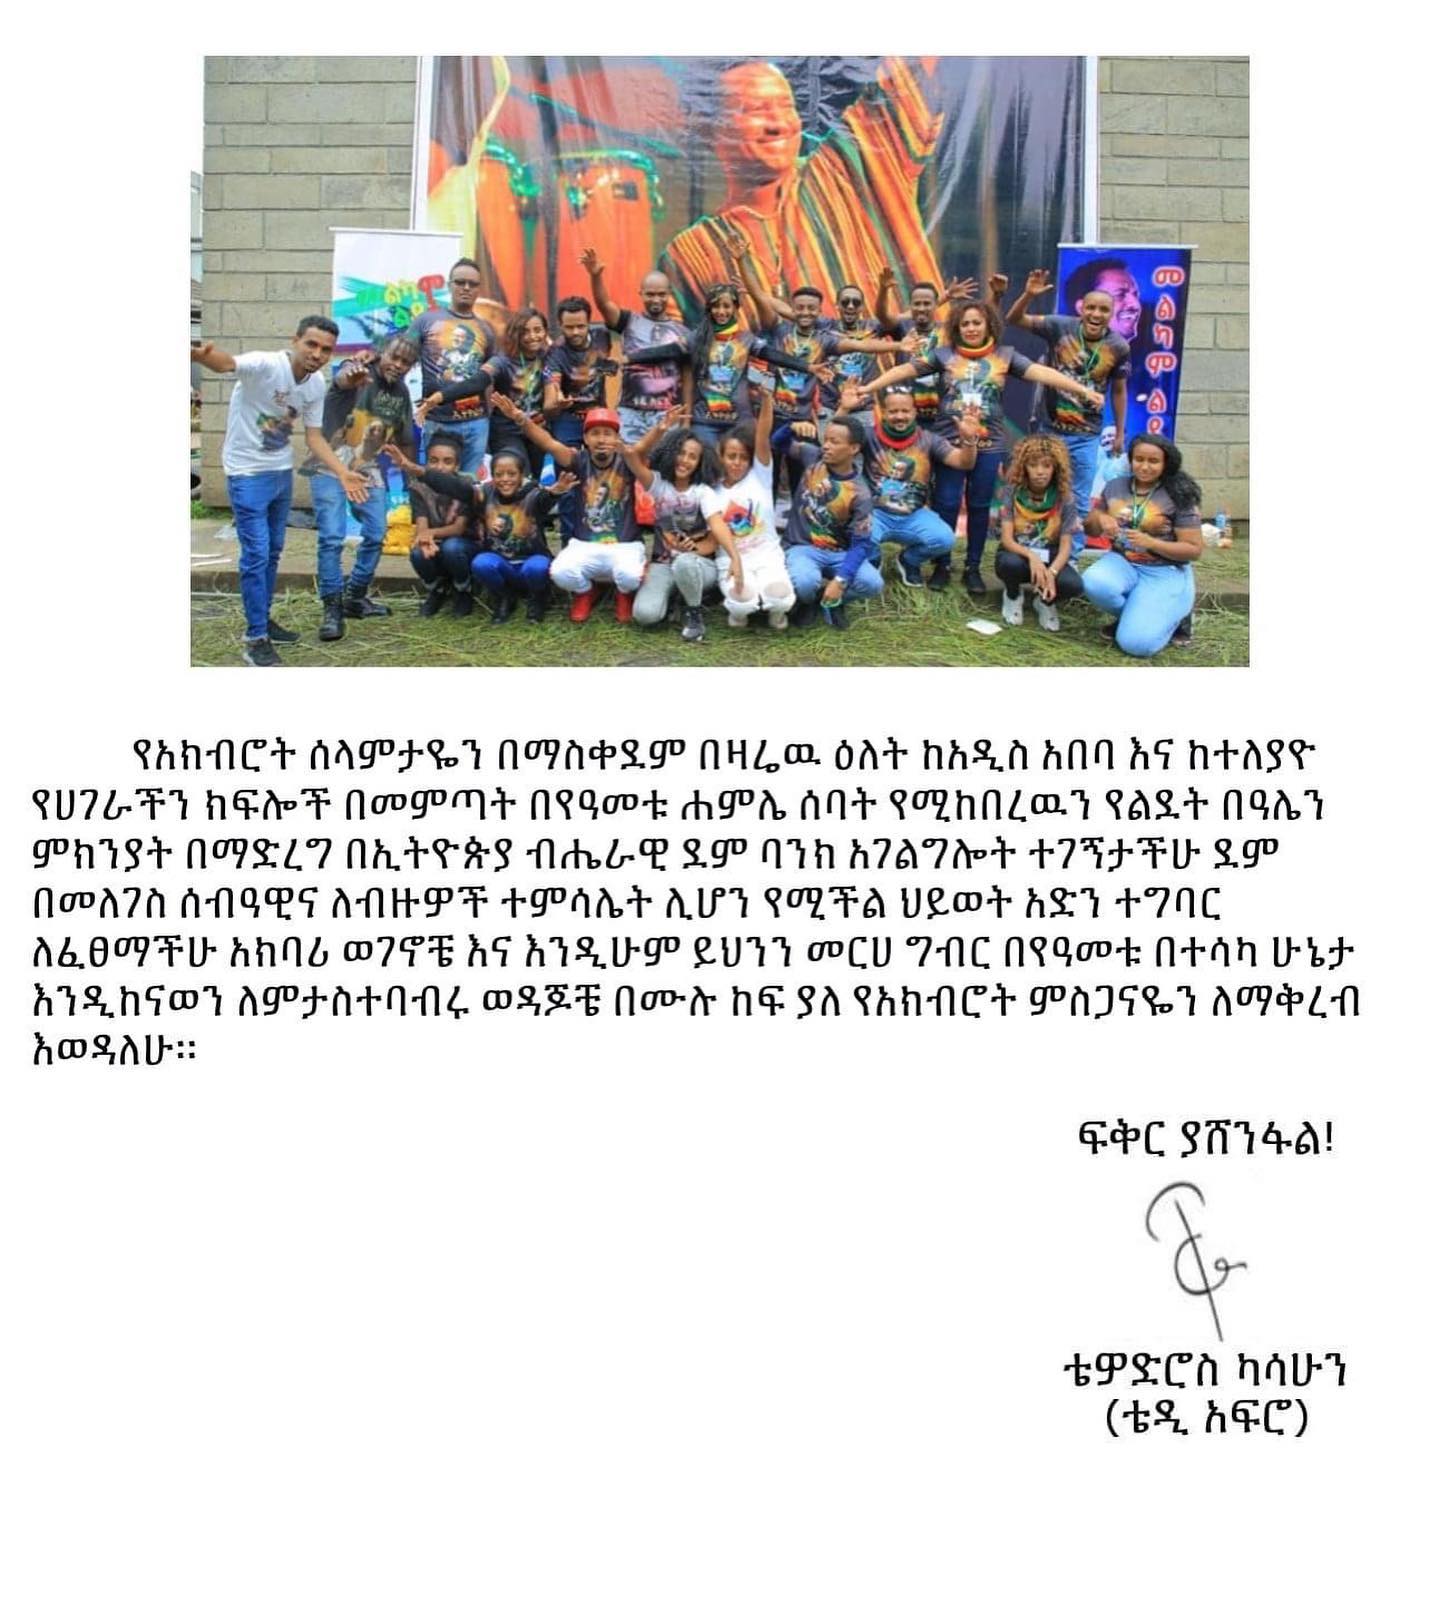 መልካም
ልደ
መልካም ልደ
የአክብሮት ሰላምታዬን በማስቀደም በዛሬዉ ዕለት ከአዲስ አበባ እና ከተለያዮ
የሀገራችን ክፍሎች በመምጣት በየዓመቱ ሐምሌ ሰባት የሚከበረዉን የልደት በዓሌን
ምክንያት በማድረግ በኢትዮጵያ ብሔራዊ ደም ባንክ አገልግሎት ተገኝታችሁ ደም
በመለገስ ሰብዓዊና ለብዙዎች ተምሳሌት ሊሆን የሚችል ህይወት አድን ተግባር
ለፈፀማችሁ አክባሪ ወገኖቼ እና እንዲሁም ይህንን መርሀ ግብር በየዓመቱ በተሳካ ሁኔታ
እንዲከናወን ለምታስተባብሩ ወዳጆቼ በሙሉ ከፍ ያለ የአክብሮት ምስጋናዬን ለማቅረብ
እወዳለሁ፡፡
ፍቅር ያሸንፋል!
ቴዎድሮስ ካሳሁን
(ቴዲ አፍሮ)